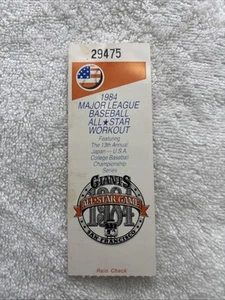 29475
1984
MAJOR LEAGUE
BASEBALL
ALL★STAR
WORKOUT
Featuring
The 13th Annual
Japan — U.S.A.
College Baseball
Championship
Series
GIANTS
1984
ALL-STAR GAME
SAN FRANCISCO
Rain Check